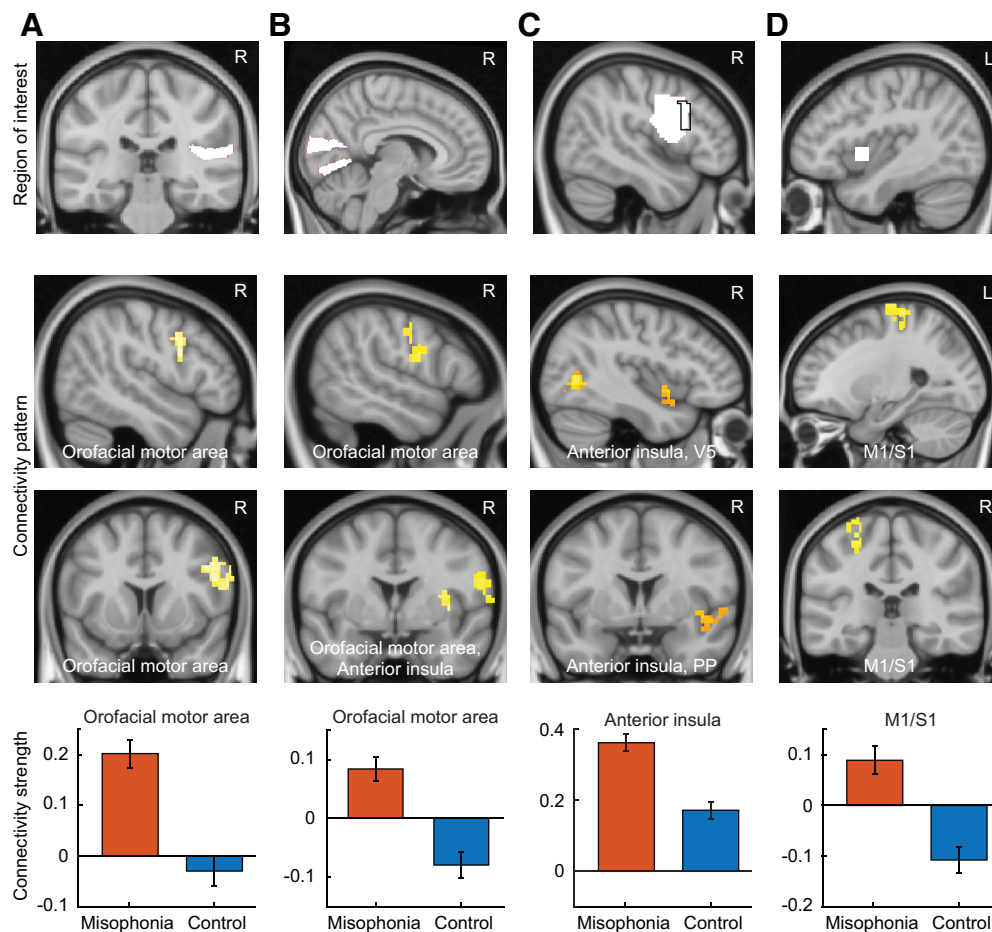 A B C D
Region of interest
R R R L
Connectivity pattern
R R R L
Orofacial motor area
Orofacial motor area
Anterior insula, V5
M1/S1
R R R R
Orofacial motor area
Orofacial motor area,
Anterior insula
Anterior insula, PP
M1/S1
Connectivity strength
Orofacial motor area
0.2
0.1
0
-0.1
Misophonia Control
Orofacial motor area
0.1
0
-0.1
Misophonia Control
Anterior insula
0.4
0.2
0
Misophonia Control
M1/S1
0.1
0
-0.1
-0.2
Misophonia Control